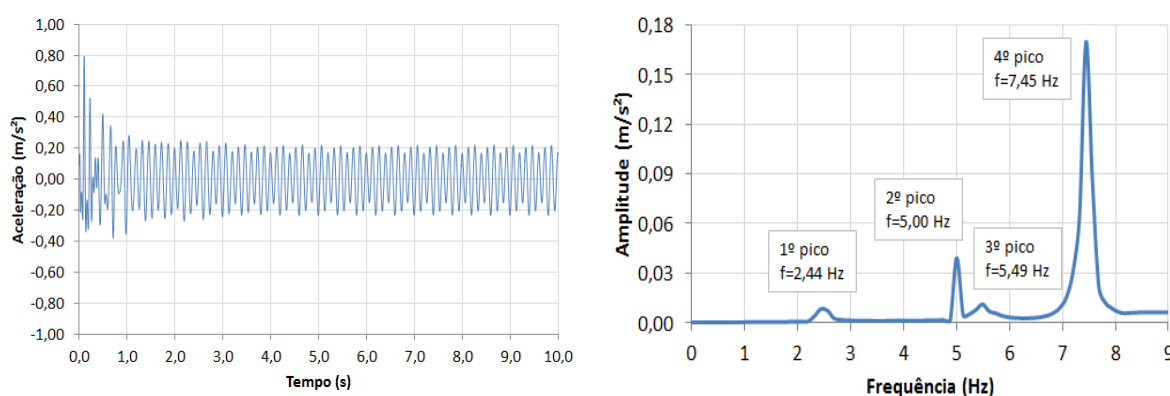 Aceleração (m/s²)
1,00
0,80
0,60
0,40
0,20
0,00
-0,20
-0,40
-0,60
-0,80
-1,00
0,0 1,0 2,0 3,0 4,0 5,0 6,0 7,0 8,0 9,0 10,0
Tempo (s)
Amplitude (m/s²)
0,18
0,15
0,12
0,09
0,06
0,03
0,00
4º pico
f=7,45 Hz
2º pico
f=5,00 Hz
1º pico
f=2,44 Hz
3º pico
f=5,49 Hz
0 1 2 3 4 5 6 7 8 9
Frequência (Hz)